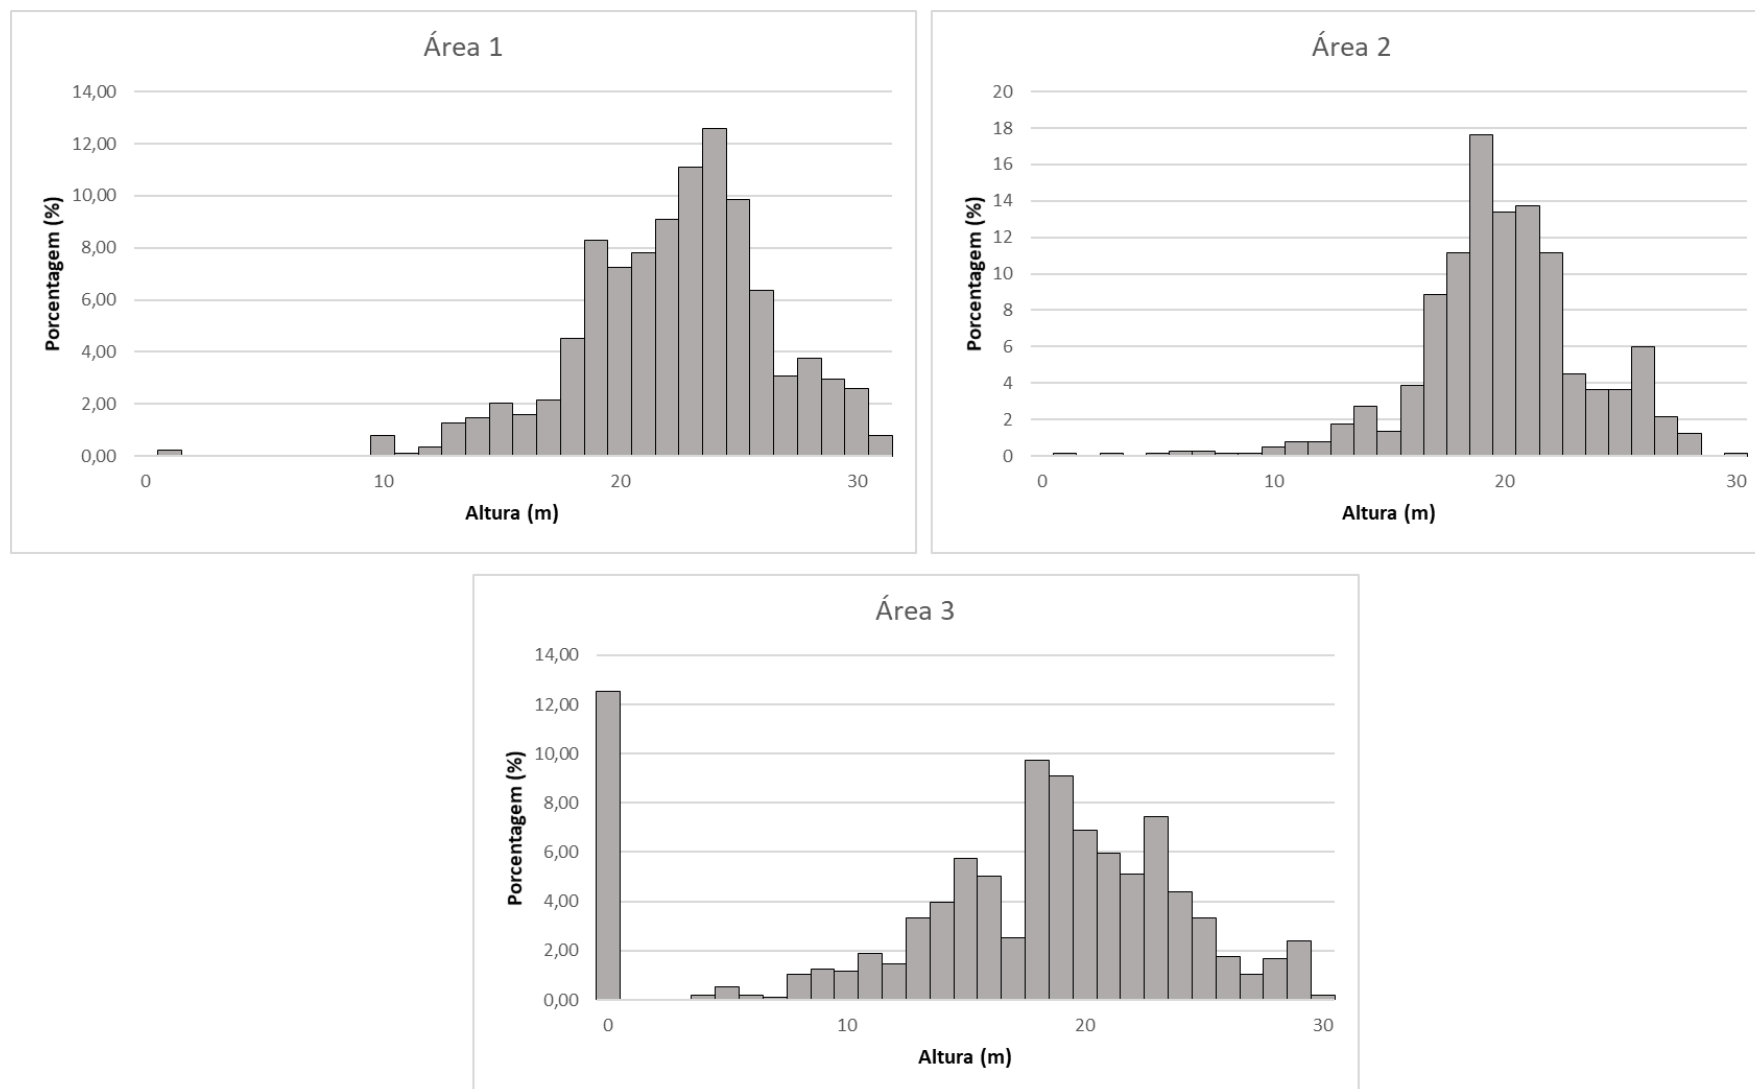 Área 1
14,00
12,00
10,00
8,00
6,00
4,00
2,00
0,00
Porcentagem (%)
0 10 20 30
Altura (m)
Área 2
20
18
16
14
12
10
8
6
4
2
0
Porcentagem (%)
0 10 20 30
Altura (m)
Área 3
14,00
12,00
10,00
8,00
6,00
4,00
2,00
0,00
Porcentagem (%)
0 10 20 30
Altura (m)